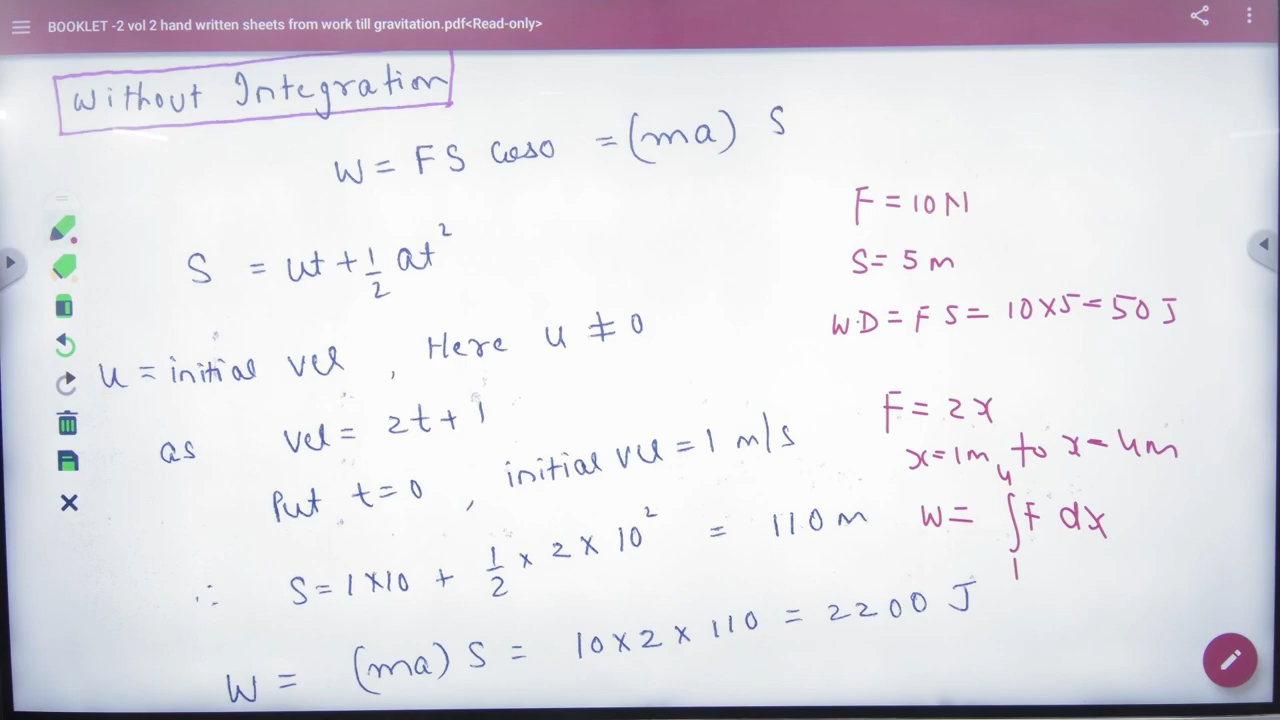 BOOKLET -2 vol 2 hand written sheets from work till gravitation.pdf<Read-only>
Without Integration
W = FS cos0 = (ma) S
S = ut + 1/2 at²
u = initial vel , Here u ≠ 0
as vel = 2t + 1
Put t = 0 , initial vel = 1 m/s
∴ S = 1 X10 + 1/2 x 2 x 10² = 110 m
W = (ma) S = 10 x 2 x 110 = 2200 J
F = 10 N
S = 5 m
W.D = F S = 10 x 5 = 50 J
F = 2x
x = 1m to x - 4m
W = ∫₁⁴ F dx